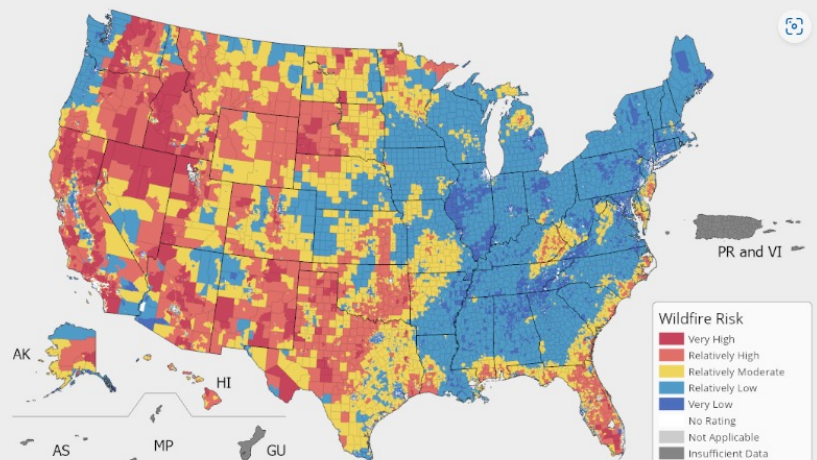 PR and VI
Wildfire Risk
Very High
Relatively High
Relatively Moderate
Relatively Low
Very Low
No Rating
Not Applicable
Insufficient Data
AK
HI
AS
MP
GU